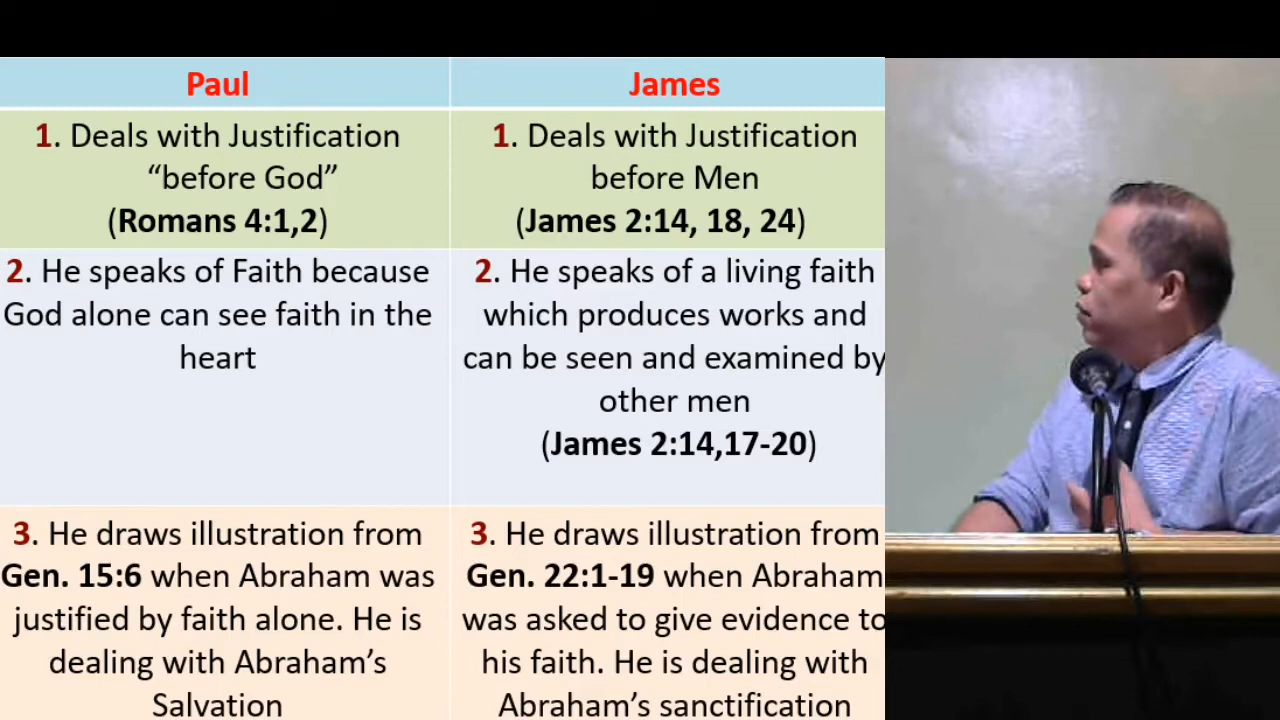 Paul
James
1. Deals with Justification
“before God”
(Romans 4:1,2)
1. Deals with Justification
before Men
(James 2:14, 18, 24)
2. He speaks of Faith because
God alone can see faith in the
heart
2. He speaks of a living faith
which produces works and
can be seen and examined by
other men
(James 2:14,17-20)
3. He draws illustration from
Gen. 15:6 when Abraham was
justified by faith alone. He is
dealing with Abraham’s
Salvation
3. He draws illustration from
Gen. 22:1-19 when Abraham
was asked to give evidence to
his faith. He is dealing with
Abraham’s sanctification